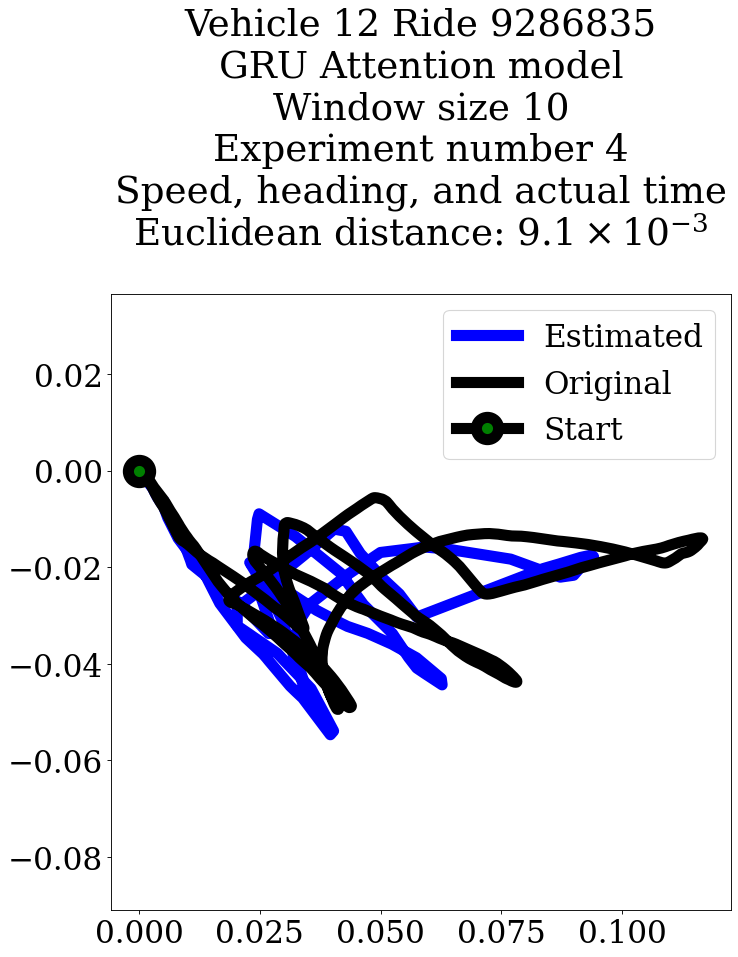 Vehicle 12 Ride 9286835
GRU Attention model
Window size 10
Experiment number 4
Speed, heading, and actual time
Euclidean distance: 9.1 × 10⁻³
Estimated
Original
Start
0.02
0.00
−0.02
−0.04
−0.06
−0.08
0.000 0.025 0.050 0.075 0.100